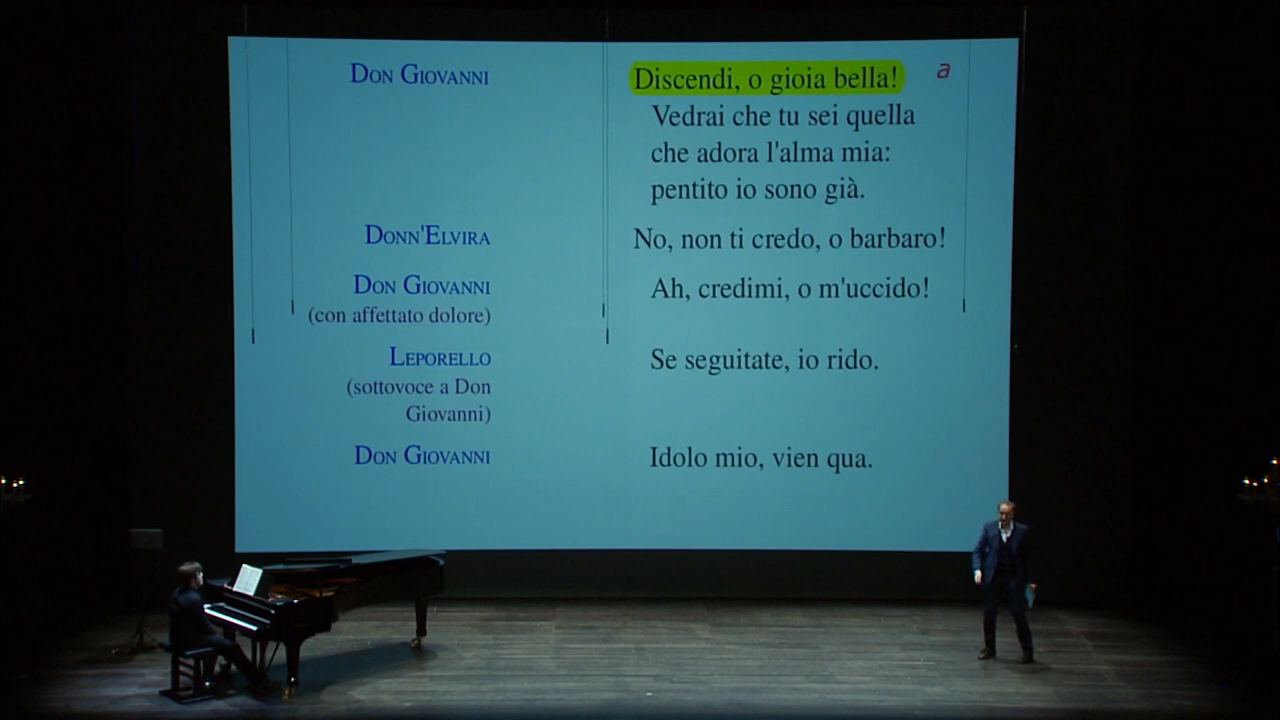 Don Giovanni
Discendi, o gioia bella! a
Vedrai che tu sei quella
che adora l'alma mia:
pentito io sono già.
Donn'Elvira
No, non ti credo, o barbaro!
Don Giovanni
(con affettato dolore)
Ah, credimi, o m'uccido!
Leporello
(sottovoce a Don
Giovanni)
Se seguitate, io rido.
Don Giovanni
Idolo mio, vien qua.